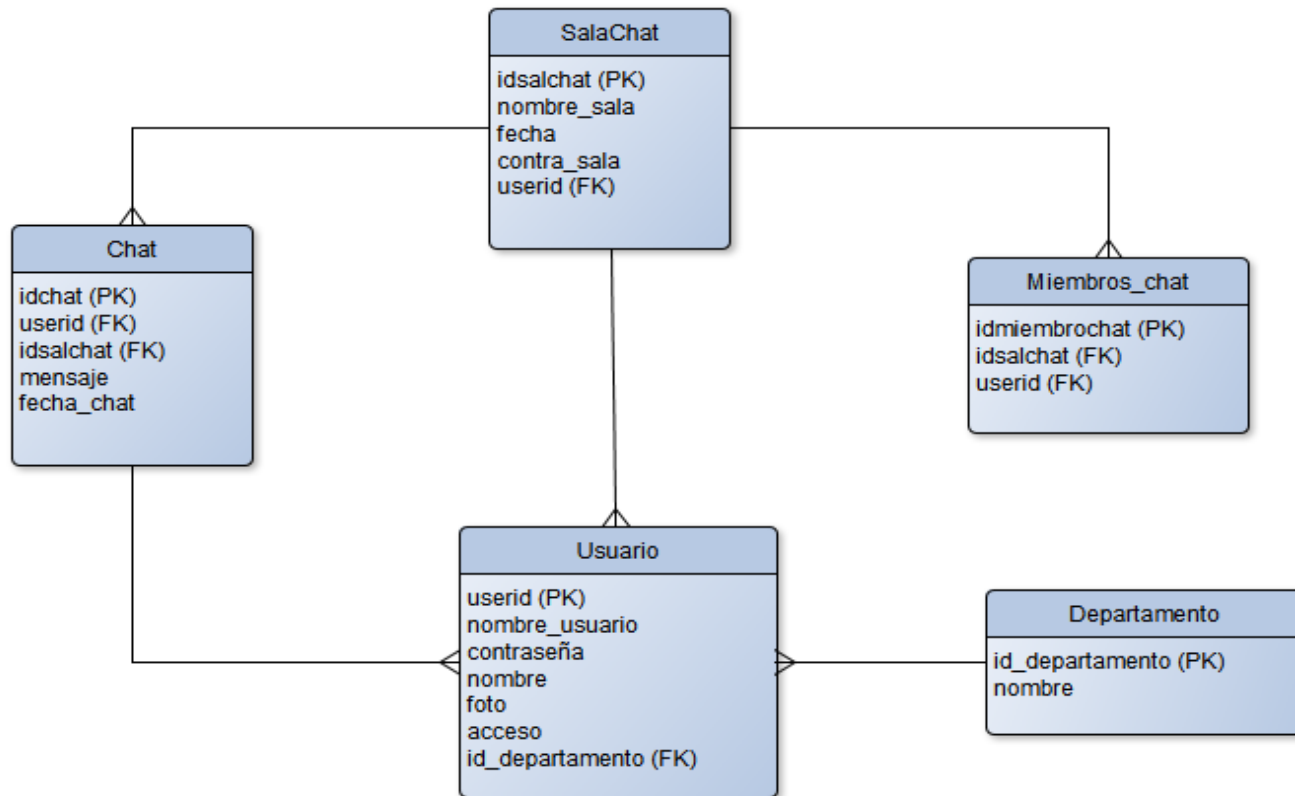 SalaChat
idsalchat (PK)
nombre_sala
fecha
contra_sala
userid (FK)
Chat
idchat (PK)
userid (FK)
idsalchat (FK)
mensaje
fecha_chat
Miembros_chat
idmiembrochat (PK)
idsalchat (FK)
userid (FK)
Usuario
userid (PK)
nombre_usuario
contraseña
nombre
foto
acceso
id_departamento (FK)
Departamento
id_departamento (PK)
nombre